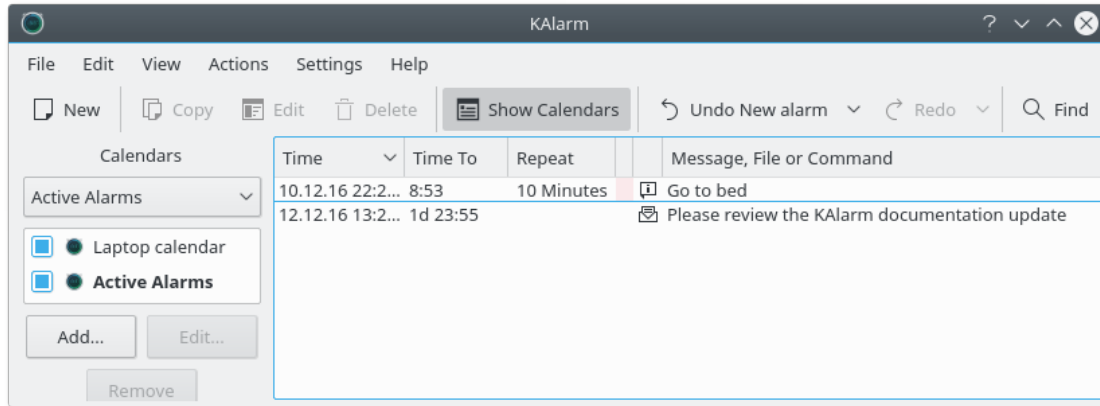 KAlarm
File Edit View Actions Settings Help
New Copy Edit Delete Show Calendars Undo New alarm Redo Find
Calendars
Active Alarms
Laptop calendar
Active Alarms
Add... Edit...
Remove
Time Time To Repeat Message, File or Command
10.12.16 22:2... 8:53 10 Minutes Go to bed
12.12.16 13:2... 1d 23:55 Please review the KAlarm documentation update